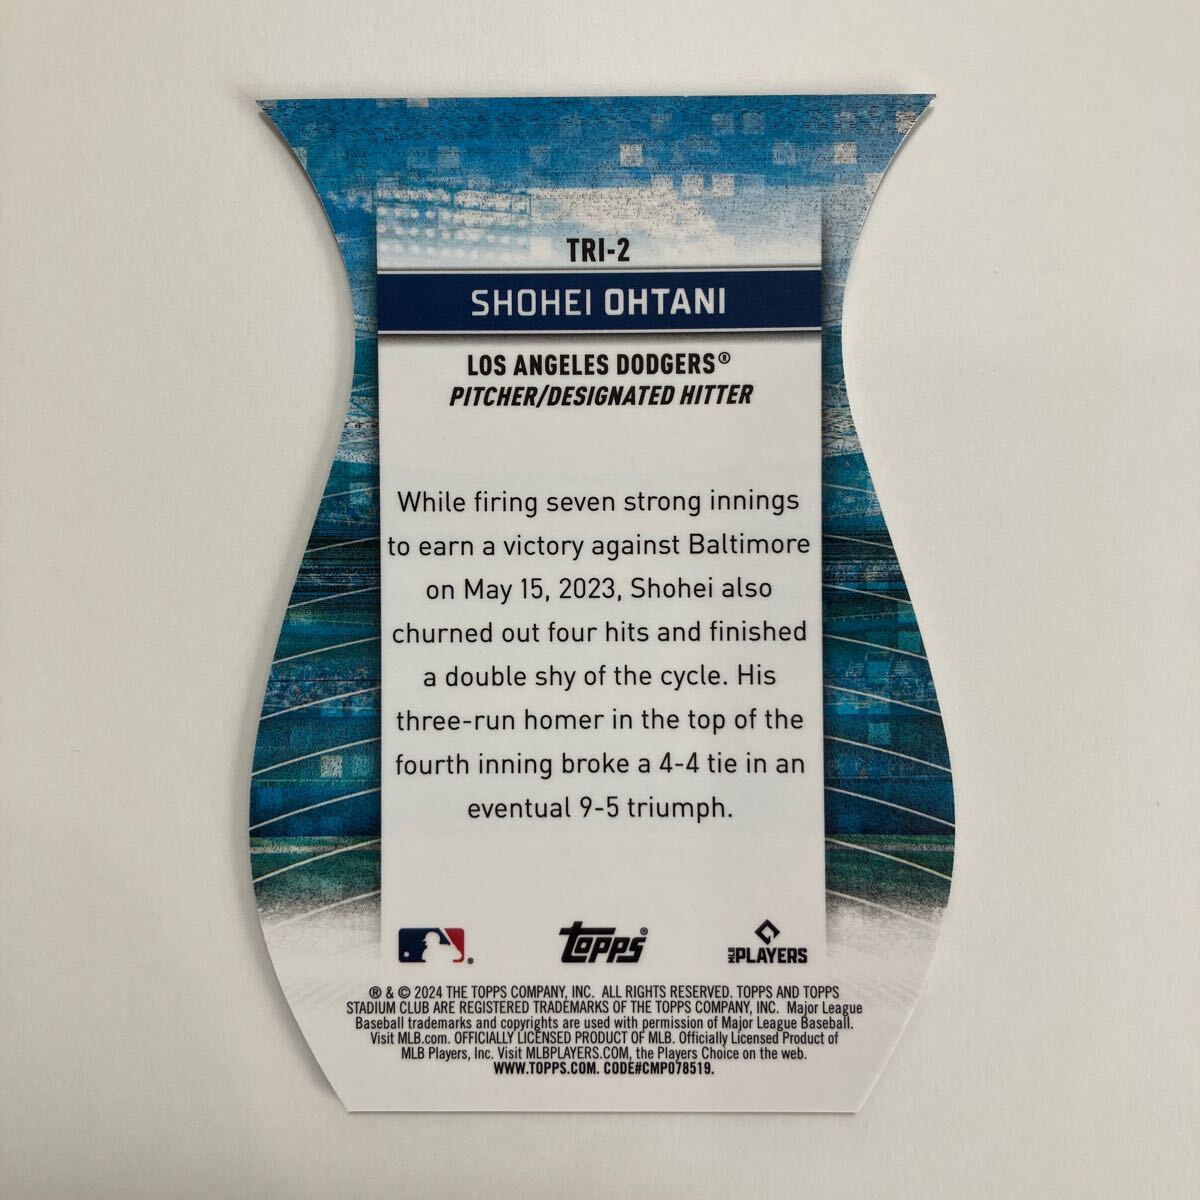 TRI-2
SHOHEI OHTANI
LOS ANGELES DODGERS®
PITCHER/DESIGNATED HITTER
While firing seven strong innings
to earn a victory against Baltimore
on May 15, 2023, Shohei also
churned out four hits and finished
a double shy of the cycle. His
three-run homer in the top of the
fourth inning broke a 4-4 tie in an
eventual 9-5 triumph.
® Topps® MLB PLAYERS
® & © 2024 THE TOPPS COMPANY, INC. ALL RIGHTS RESERVED. TOPPS AND TOPPS
STADIUM CLUB ARE REGISTERED TRADEMARKS OF THE TOPPS COMPANY, INC. Major League
Baseball trademarks and copyrights are used with permission of Major League Baseball.
Visit MLB.com. OFFICIALLY LICENSED PRODUCT OF MLB. Officially Licensed Product of
MLB Players, Inc. Visit MLBPLAYERS.COM, the Players Choice on the web.
WWW.TOPPS.COM. CODE#CMP078519.